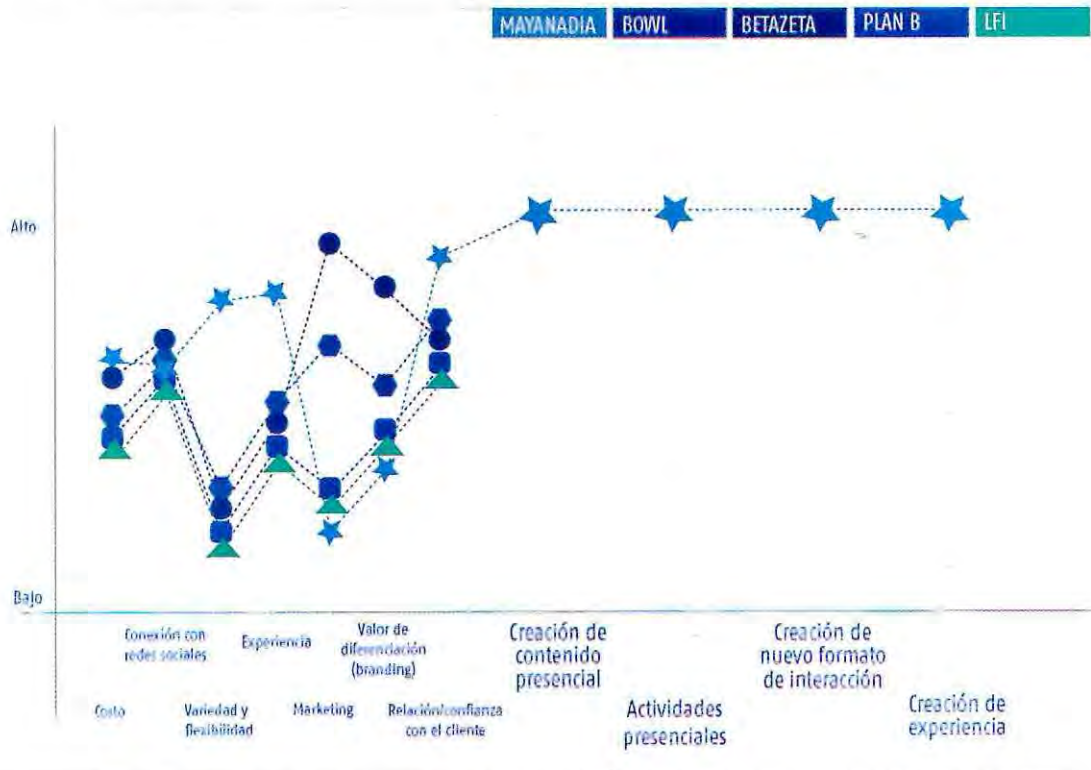 MAYANADIA
BOWL
BETAZETA
PLAN B
LFI
Alto
Bajo
Conexión con
redes sociales
Experiencia
Valor de
diferenciación
(branding)
Creación de
contenido
presencial
Creación de
nuevo formato
de interacción
Costo
Variedad y
flexibilidad
Marketing
Relación/confianza
con el cliente
Actividades
presenciales
Creación de
experiencia